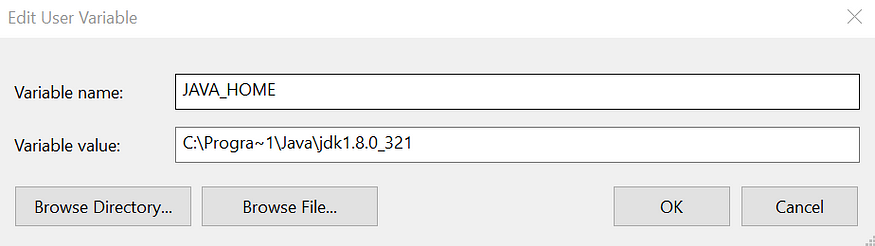 Edit User Variable
Variable name: JAVA_HOME
Variable value: C:\Progra~1\Java\jdk1.8.0_321
Browse Directory... Browse File... OK Cancel